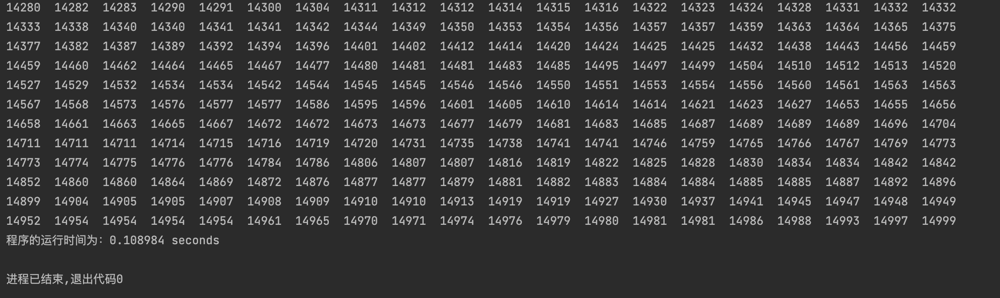 14280 14282 14283 14290 14291 14300 14304 14311 14312 14312 14314 14315 14316 14322 14323 14324 14328 14331 14332 14332
14333 14338 14340 14340 14341 14341 14342 14344 14349 14350 14353 14354 14356 14357 14357 14359 14363 14364 14365 14375
14377 14382 14387 14389 14392 14394 14396 14401 14402 14412 14414 14420 14424 14425 14425 14432 14438 14443 14456 14459
14459 14460 14462 14464 14465 14467 14477 14480 14481 14481 14483 14485 14495 14497 14499 14504 14510 14512 14513 14520
14527 14529 14532 14534 14534 14542 14544 14545 14545 14546 14546 14550 14551 14553 14554 14556 14560 14561 14563 14563
14567 14568 14573 14576 14577 14577 14586 14595 14596 14601 14605 14610 14614 14614 14621 14623 14627 14653 14655 14656
14658 14661 14663 14665 14667 14672 14672 14673 14673 14677 14679 14681 14683 14685 14687 14689 14689 14689 14696 14704
14711 14711 14711 14714 14715 14716 14719 14720 14731 14735 14738 14741 14741 14746 14759 14765 14766 14767 14769 14773
14773 14774 14775 14776 14776 14784 14786 14806 14807 14807 14816 14819 14822 14825 14828 14830 14834 14834 14842 14842
14852 14860 14860 14864 14869 14872 14876 14877 14877 14879 14881 14882 14883 14884 14884 14885 14885 14887 14892 14896
14899 14904 14905 14905 14907 14908 14909 14910 14910 14913 14919 14919 14927 14930 14937 14941 14945 14947 14948 14949
14952 14954 14954 14954 14954 14961 14965 14970 14971 14974 14976 14979 14980 14981 14981 14986 14988 14993 14997 14999
程序的运行时间为：0.108984 seconds
进程已结束,退出代码0